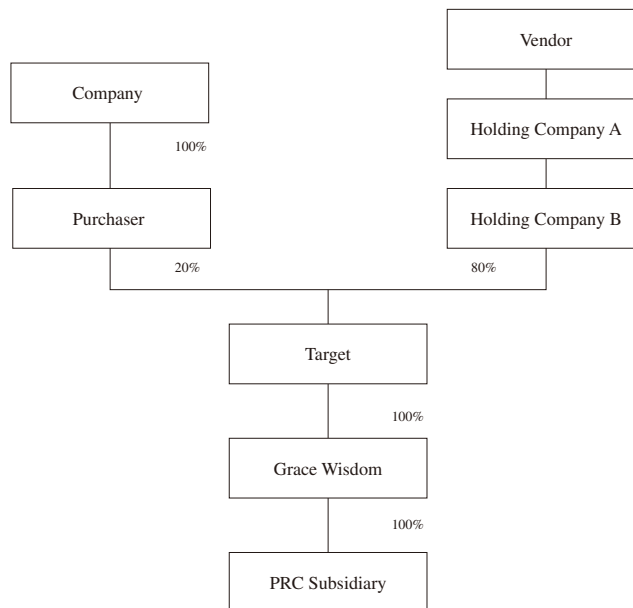 Vendor
Company
Holding Company A
100%
Purchaser
Holding Company B
20%
80%
Target
100%
Grace Wisdom
100%
PRC Subsidiary